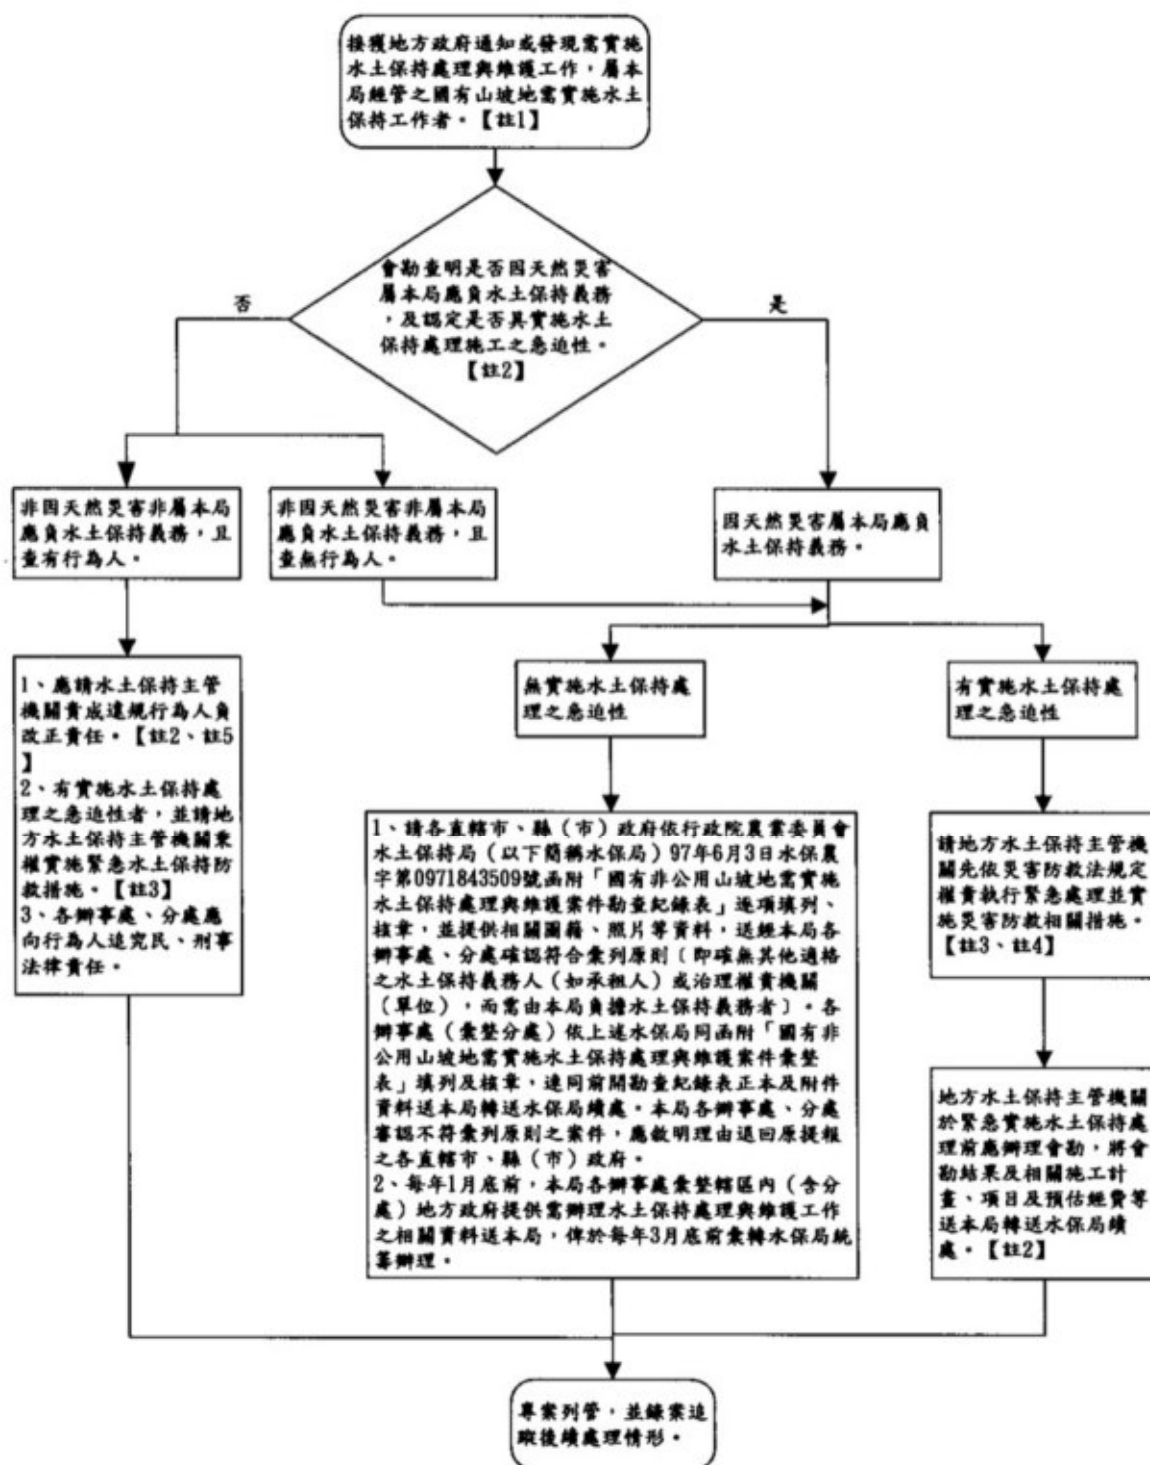 接獲地方政府通知或發現需實施
水土保持處理與維護工作，屬本
局經管之國有山坡地需實施水土
保持工作者。【註1】
會勘查明是否因天然災害
屬本局應負水土保持義務
，及認定是否具實施水土
保持處理施工之急迫性。
【註2】
否
是
非因天然災害非屬本局
應負水土保持義務，且
查有行為人。
非因天然災害非屬本局
應負水土保持義務，且
查無行為人。
因天然災害屬本局應負
水土保持義務。
1、應請水土保持主管
機關責成違規行為人負
改正責任。【註2、註5
】
2、有實施水土保持處
理之急迫性者，並請地
方水土保持主管機關秉
權實施緊急水土保持防
救措施。【註3】
3、各辦事處、分處應
向行為人追究民、刑事
法律責任。
無實施水土保持處
理之急迫性
有實施水土保持處
理之急迫性
1、請各直轄市、縣（市）政府依行政院農業委員會
水土保持局（以下簡稱水保局）97年6月3日水保農
字第0971843509號函附「國有非公用山坡地需實施
水土保持處理與維護案件勘查紀錄表」逐項填列、
核章，並提供相關圖籍、照片等資料，送經本局各
辦事處、分處確認符合彙列原則〔即確無其他適格
之水土保持義務人（如承租人）或治理權責機關
（單位），而需由本局負擔水土保持義務者〕。各
辦事處（彙整分處）依上述水保局同函附「國有非
公用山坡地需實施水土保持處理與維護案件彙整
表」填列及核章，連同前開勘查紀錄表正本及附件
資料送本局轉送水保局續處。本局各辦事處、分處
審認不符彙列原則之案件，應敘明理由退回原提報
之各直轄市、縣（市）政府。
2、每年1月底前，本局各辦事處彙整轄區內（含分
處）地方政府提供需辦理水土保持處理與維護工作
之相關資料送本局，俾於每年3月底前彙轉水保局統
籌辦理。
請地方水土保持主管機
關先依災害防救法規定
權責執行緊急處理並實
施災害防救相關措施。
【註3、註4】
地方水土保持主管機關
於緊急實施水土保持處
理前應辦理會勘，將會
勘結果及相關施工計
畫、項目及預估經費等
送本局轉送水保局續
處。【註2】
專案列管，並錄案追
蹤後續處理情形。